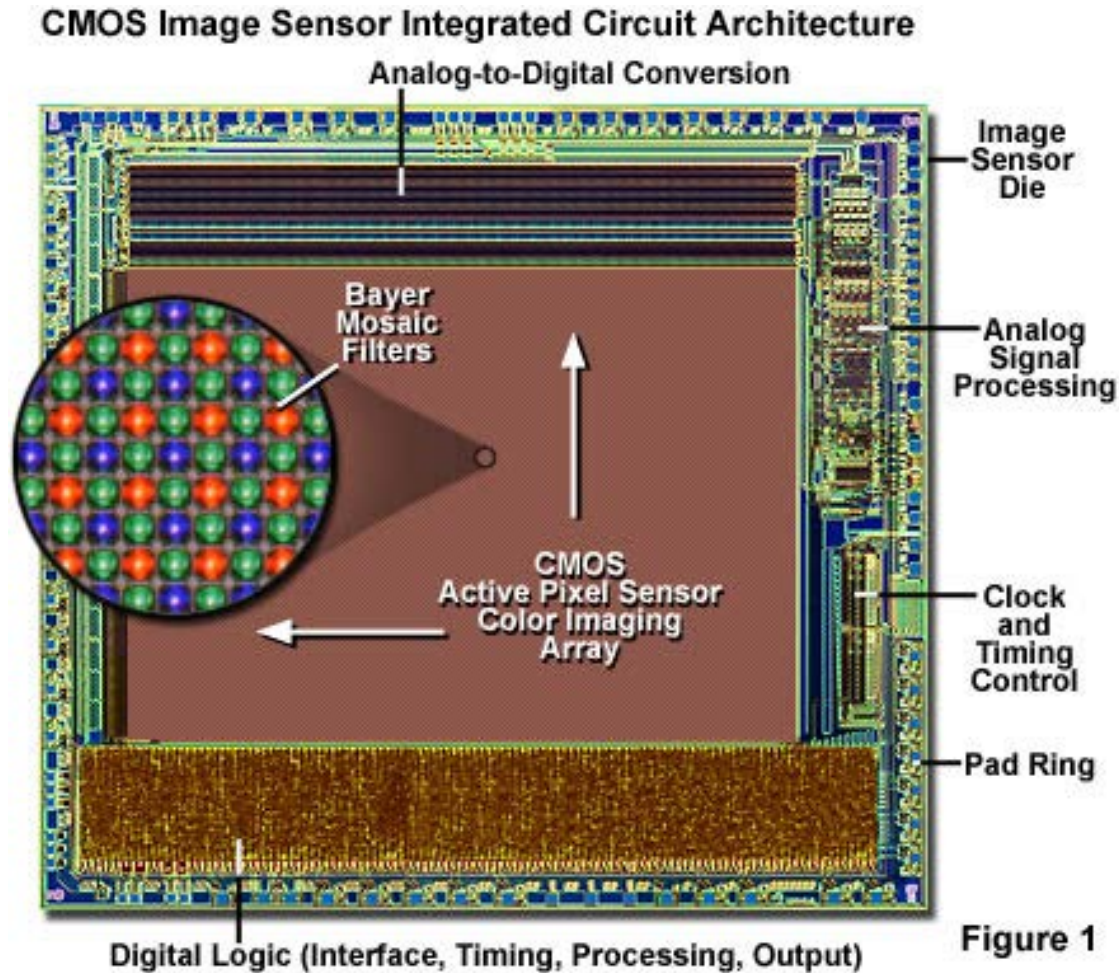 CMOS Image Sensor Integrated Circuit Architecture
Analog-to-Digital Conversion
Image
Sensor
Die
Bayer
Mosaic
Filters
Analog
Signal
Processing
CMOS
Active Pixel Sensor
Color Imaging
Array
Clock
and
Timing
Control
Pad Ring
Digital Logic (Interface, Timing, Processing, Output)
Figure 1